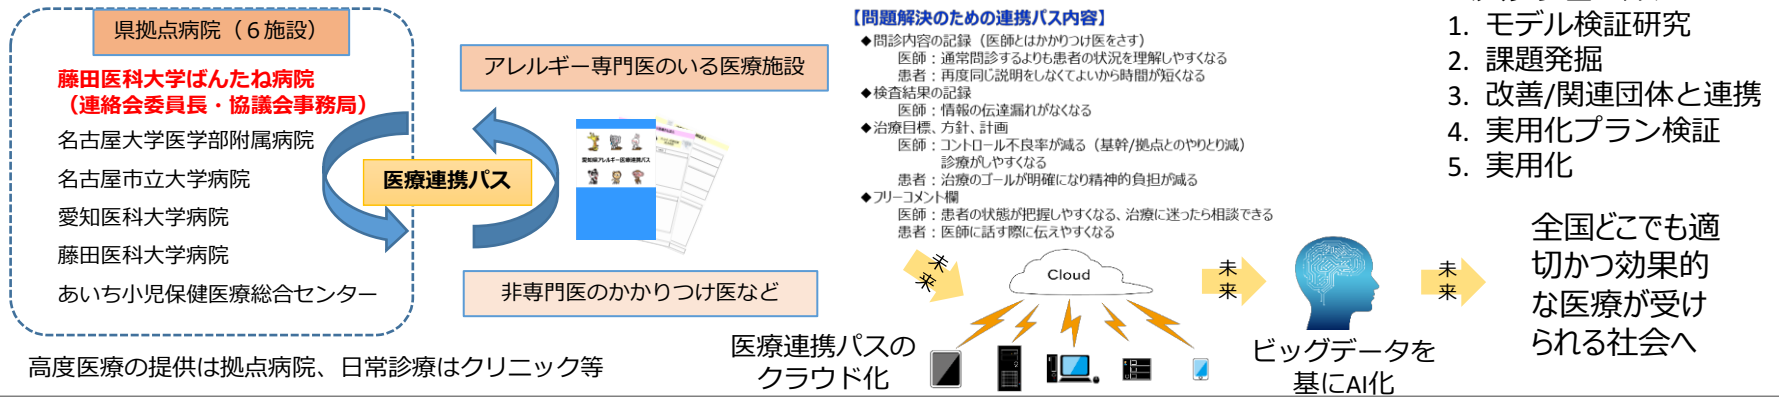 県拠点病院（６施設）
藤田医科大学ばんたね病院
（連絡会委員長・協議会事務局）
名古屋大学医学部附属病院
名古屋市立大学病院
愛知医科大学病院
藤田医科大学病院
あいち小児保健医療総合センター
アレルギー専門医のいる医療施設
医療連携パス
愛知県アレルギー医療連携パス
非専門医のかかりつけ医など
高度医療の提供は拠点病院、日常診療はクリニック等
【問題解決のための連携パス内容】
◆問診内容の記録（医師とはかかりつけ医をさす）
医師：通常問診するよりも患者の状況を理解しやすくなる
患者：再度同じ説明をしなくてよいから時間が短くなる
◆検査結果の記録
医師：情報の伝達漏れがなくなる
◆治療目標、方針、計画
医師：コントロール不良率が減る（基幹/拠点とのやりとり減）
診療がしやすくなる
患者：治療のゴールが明確になり精神的負担が減る
◆フリーコメント欄
医師：患者の状態が把握しやすくなる、治療に迷ったら相談できる
患者：医師に話す際に伝えやすくなる
未来
Cloud
医療連携パスの
クラウド化
未来
ビッグデータを
基にAI化
未来
1. モデル検証研究
2. 課題発掘
3. 改善/関連団体と連携
4. 実用化プラン検証
5. 実用化
全国どこでも適
切かつ効果的
な医療が受け
られる社会へ